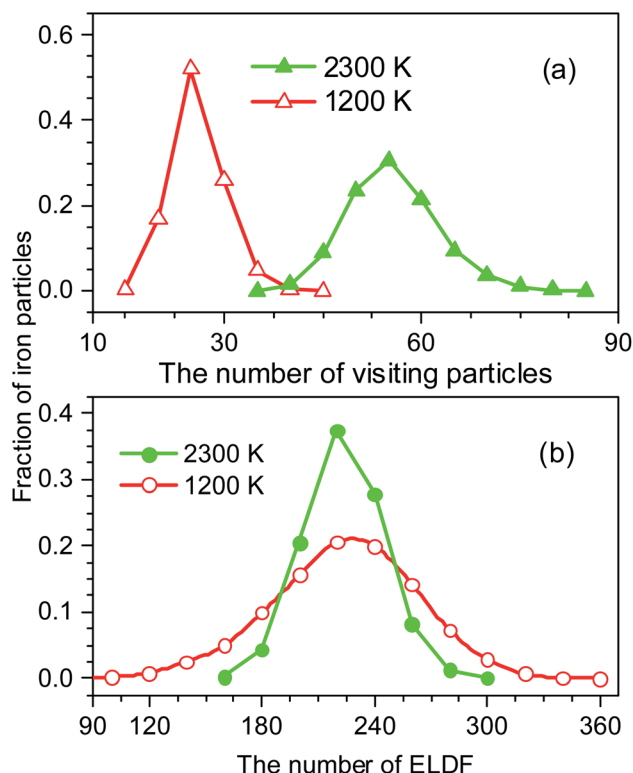 Fraction of iron particles
0.6
0.4
0.2
0.0
2300 K
1200 K
(a)
10 30 60 90
The number of visiting particles
0.4
0.3
0.2
0.1
0.0
2300 K
1200 K
(b)
90 120 180 240 300 360
The number of ELDF